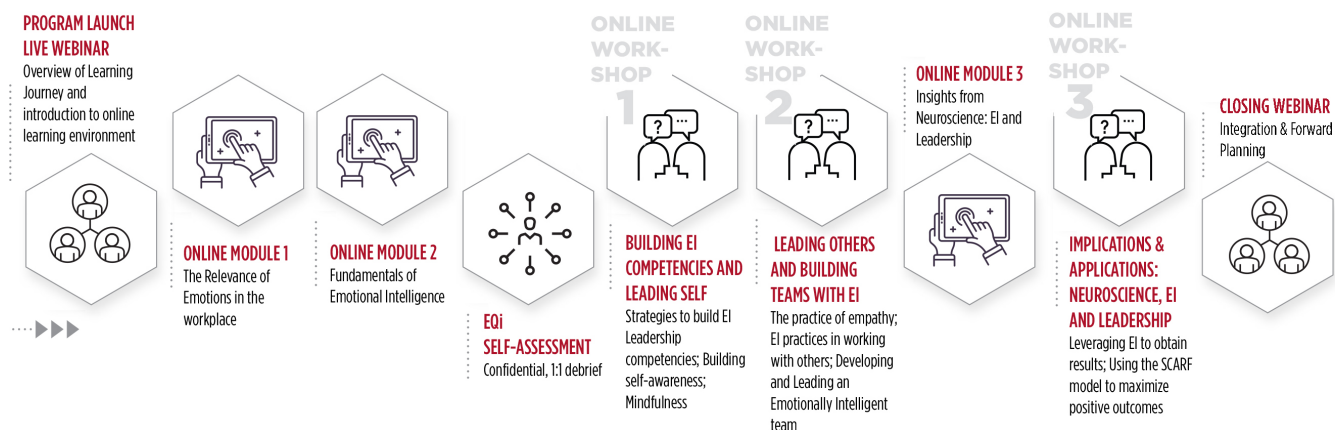 PROGRAM LAUNCH
LIVE WEBINAR
Overview of Learning
Journey and
introduction to online
learning environment
ONLINE MODULE 1
The Relevance of
Emotions in the
workplace
ONLINE MODULE 2
Fundamentals of
Emotional Intelligence
EQi
SELF-ASSESSMENT
Confidential, 1:1 debrief
ONLINE
WORK-
SHOP
1
?
...
BUILDING EI
COMPETENCIES AND
LEADING SELF
Strategies to build EI
Leadership
competencies; Building
self-awareness;
Mindfulness
ONLINE
WORK-
SHOP
2
?
...
LEADING OTHERS
AND BUILDING
TEAMS WITH EI
The practice of empathy;
EI practices in working
with others; Developing
and Leading an
Emotionally Intelligent
team
ONLINE MODULE 3
Insights from
Neuroscience: EI and
Leadership
ONLINE
WORK-
SHOP
3
?
...
IMPLICATIONS &
APPLICATIONS:
NEUROSCIENCE, EI
AND LEADERSHIP
Leveraging EI to obtain
results; Using the SCARF
model to maximize
positive outcomes
CLOSING WEBINAR
Integration & Forward
Planning